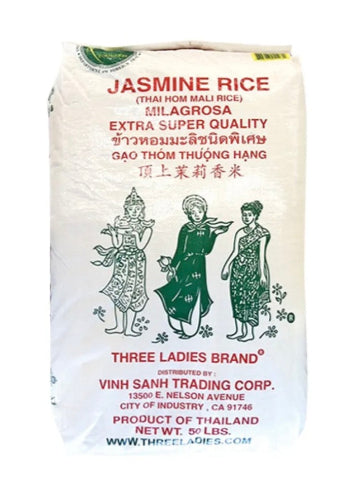 JASMINE RICE
(THAI HOM MALI RICE)
MILAGROSA
EXTRA SUPER QUALITY
ข้าวหอมมะลิชนิดพิเศษ
GẠO THÓM THƯỢNG HẠNG
頂上茉莉香米
THREE LADIES BRAND®
DISTRIBUTED BY :
VINH SANH TRADING CORP.
13500 E. NELSON AVENUE
CITY OF INDUSTRY , CA 91746
PRODUCT OF THAILAND
NET WT. 50 LBS.
WWW.THREELADIES.COM